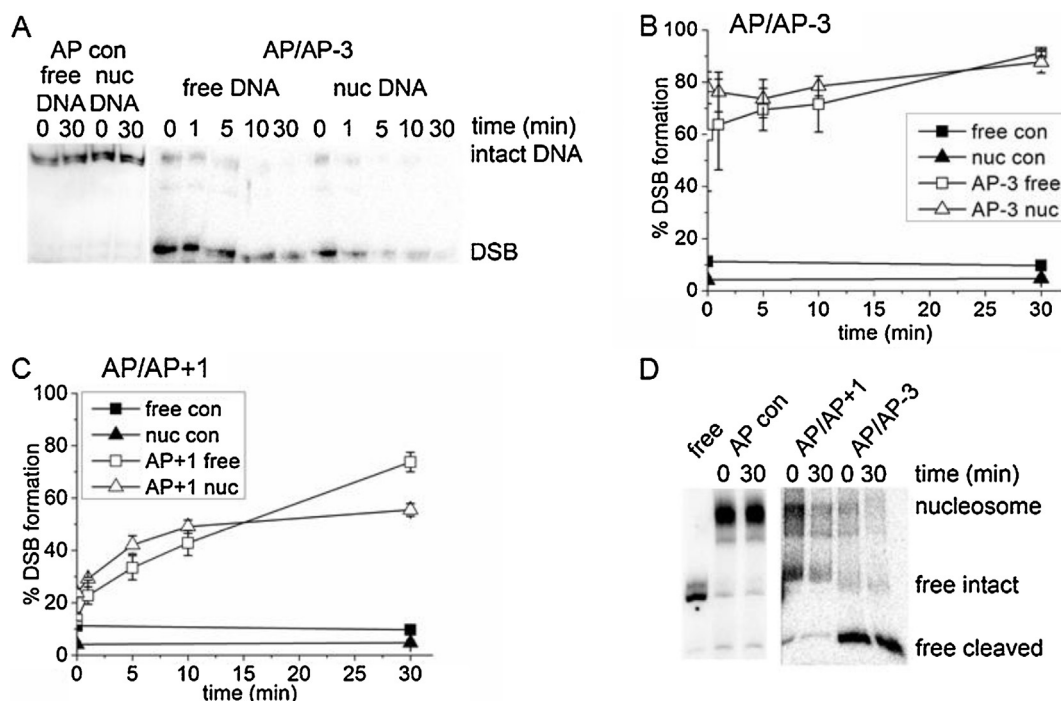 A
AP con
free nuc
DNA DNA
0 30 0 30
AP/AP-3
free DNA nuc DNA
0 1 5 10 30 0 1 5 10 30 time (min)
intact DNA
DSB
B AP/AP-3
100
80
60
40
20
0
% DSB formation
free con
nuc con
AP-3 free
AP-3 nuc
0 5 10 15 20 25 30
time (min)
C AP/AP+1
100
80
60
40
20
0
% DSB formation
free con
nuc con
AP+1 free
AP+1 nuc
0 5 10 15 20 25 30
time (min)
D
free AP con AP/AP+1 AP/AP-3
0 30 0 30 0 30 time (min)
nucleosome
free intact
free cleaved